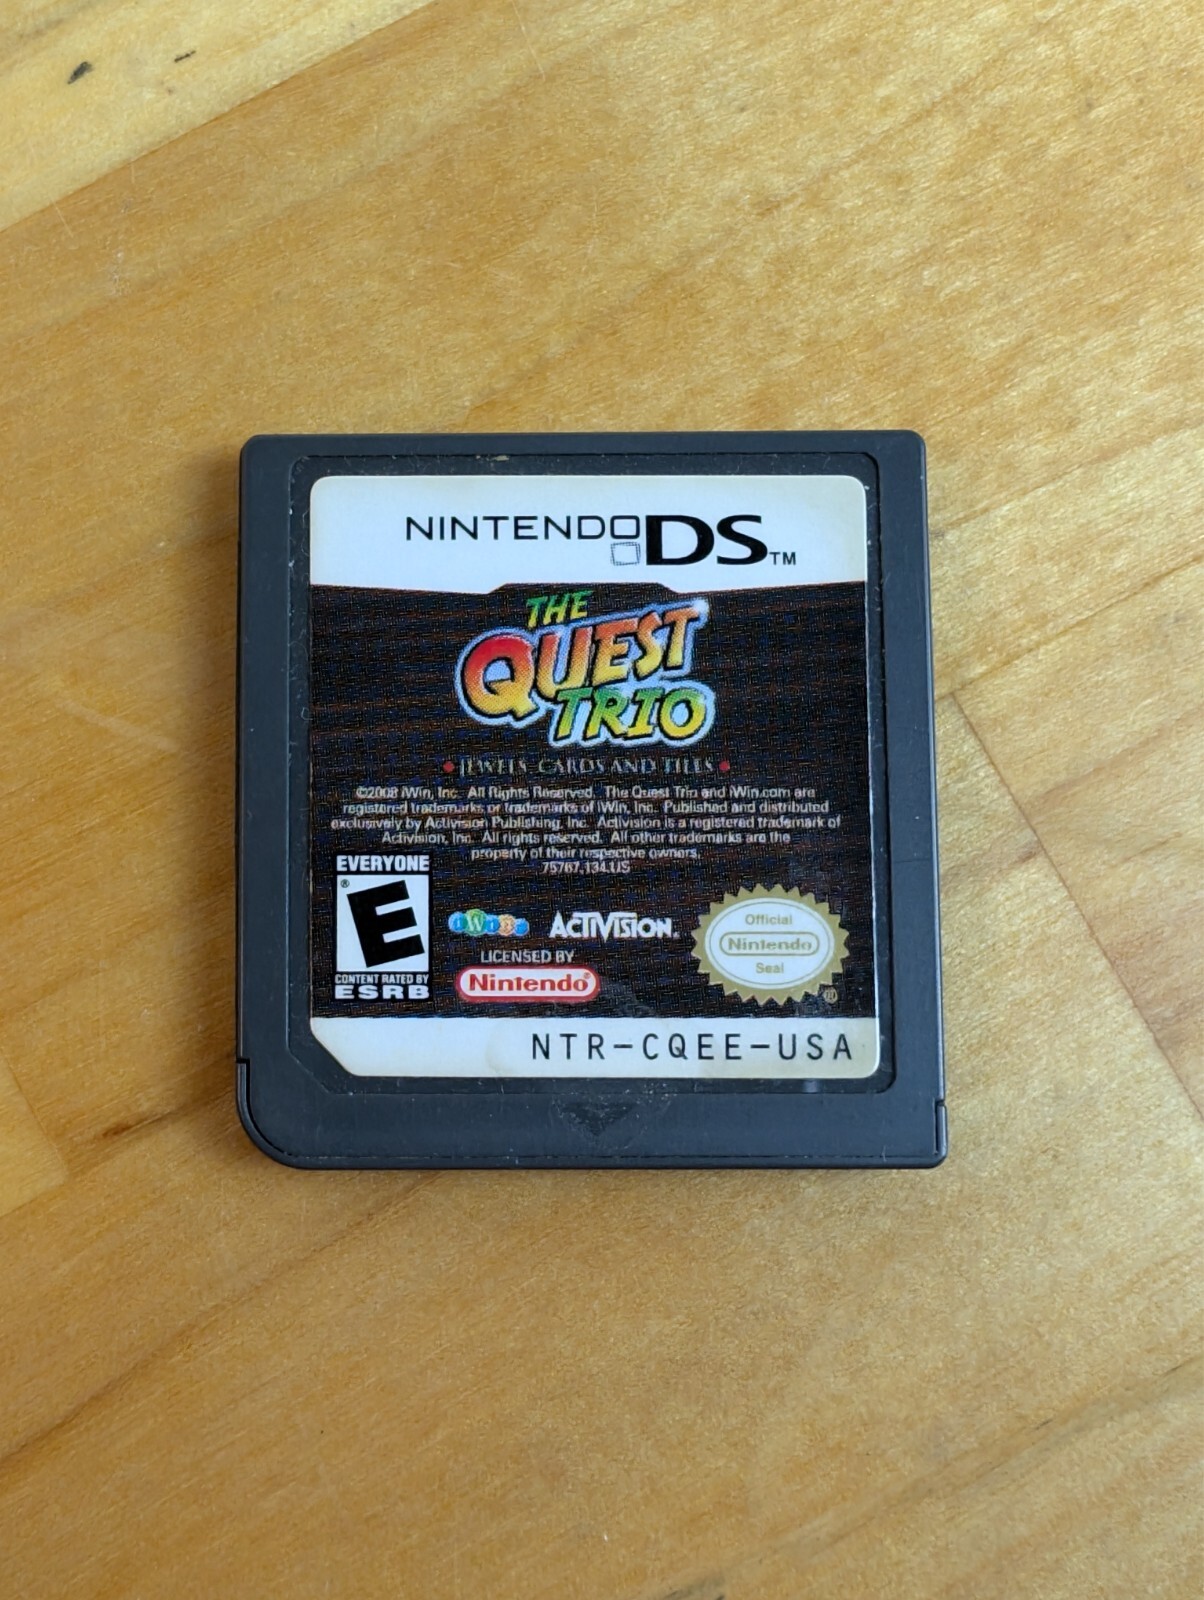 NINTENDO DS™
THE
QUEST
TRIO
• JEWELS CARDS AND TILES •
©2008 iWin, Inc. All Rights Reserved. The Quest Trio and iWin.com are
registered trademarks or trademarks of iWin, Inc. Published and distributed
exclusively by Activision Publishing, Inc. Activision is a registered trademark of
Activision, Inc. All rights reserved. All other trademarks are the
property of their respective owners.
75767.134.US
EVERYONE
E®
CONTENT RATED BY
ESRB
iWin
ACTIVISION.
LICENSED BY
Nintendo®
Official
Nintendo
Seal
®
NTR-CQEE-USA